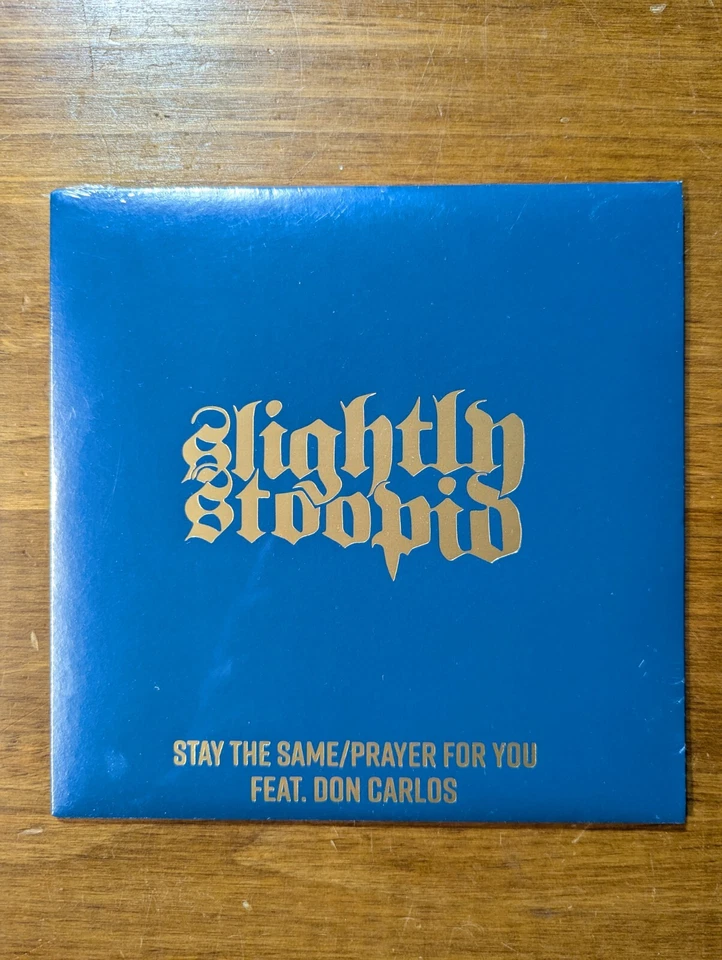 slightly
stoopid
STAY THE SAME/PRAYER FOR YOU
FEAT. DON CARLOS